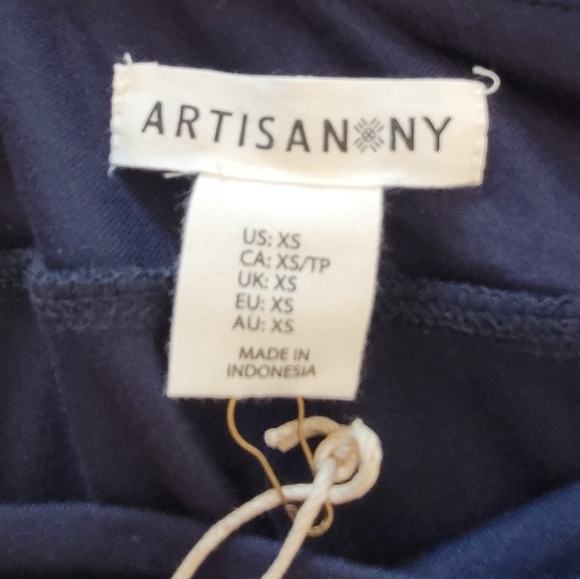 ARTISAN NY
US: XS
CA: XS/TP
UK: XS
EU: XS
AU: XS
MADE IN
INDONESIA